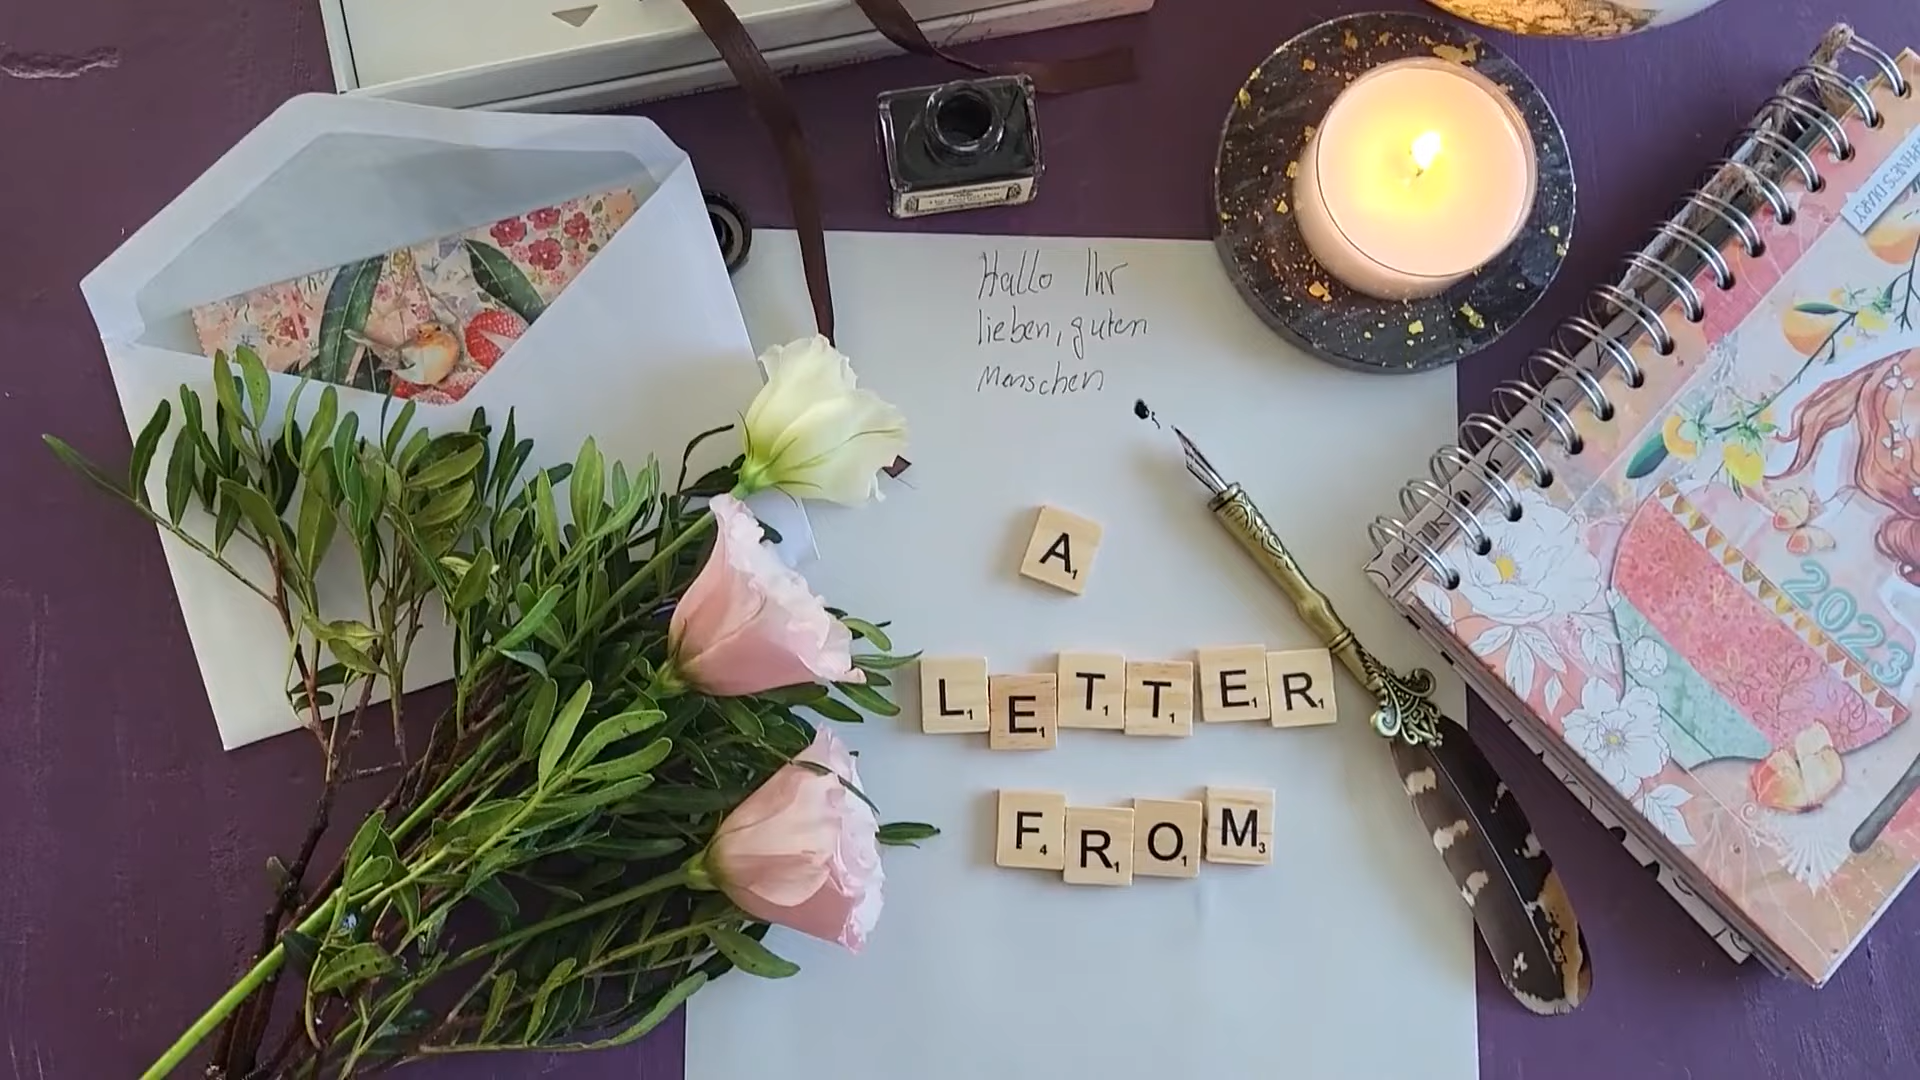 Hallo Ihr
lieben, guten
Menschen
A
LETTER
FROM
2023